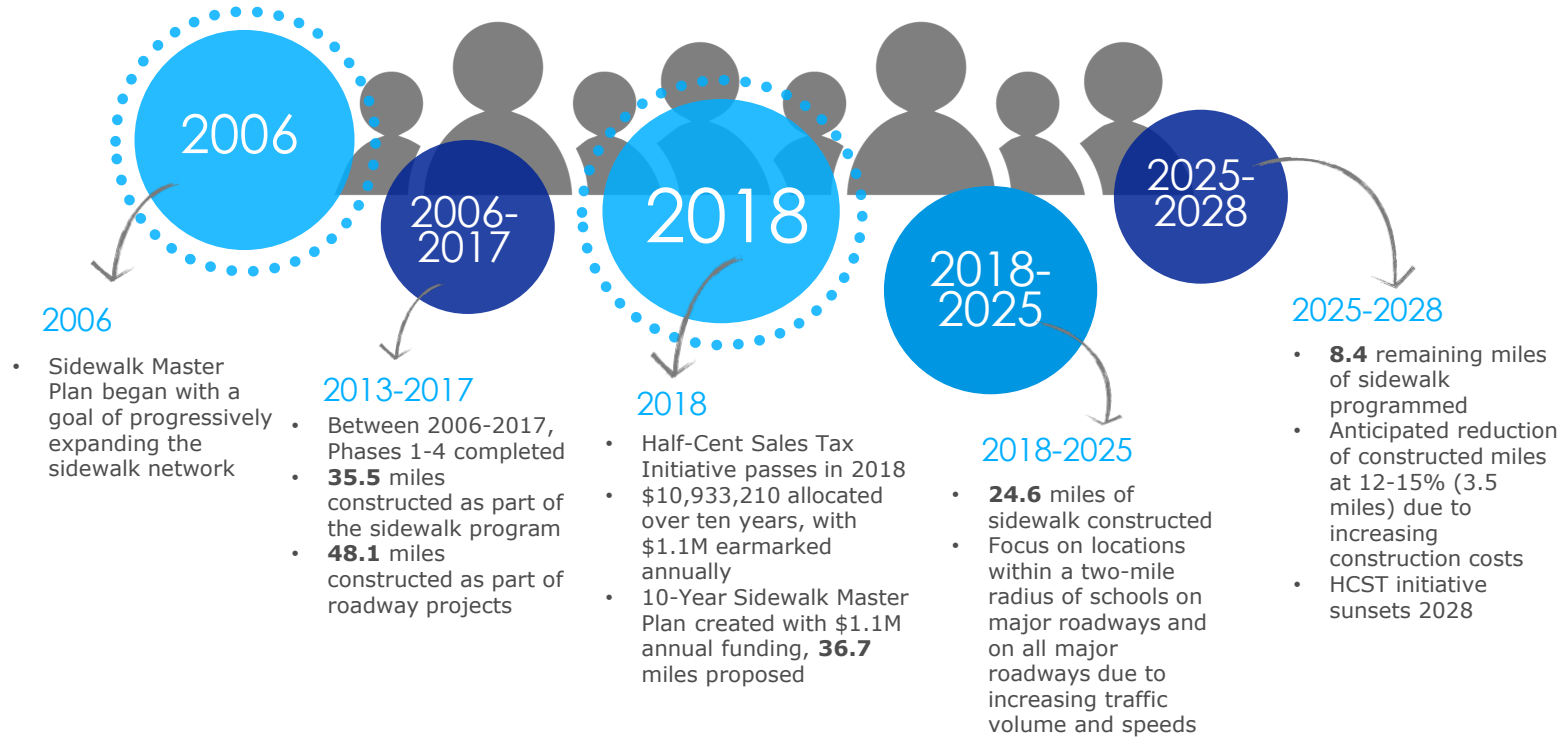 2006
2006-
2017
2018
2018-
2025
2025-
2028
2006
• Sidewalk Master
Plan began with a
goal of progressively
expanding the
sidewalk network
2013-2017
• Between 2006-2017,
Phases 1-4 completed
• 35.5 miles
constructed as part of
the sidewalk program
• 48.1 miles
constructed as part of
roadway projects
2018
• Half-Cent Sales Tax
Initiative passes in 2018
• $10,933,210 allocated
over ten years, with
$1.1M earmarked
annually
• 10-Year Sidewalk Master
Plan created with $1.1M
annual funding, 36.7
miles proposed
2018-2025
• 24.6 miles of
sidewalk constructed
• Focus on locations
within a two-mile
radius of schools on
major roadways and
on all major
roadways due to
increasing traffic
volume and speeds
2025-2028
• 8.4 remaining miles
of sidewalk
programmed
• Anticipated reduction
of constructed miles
at 12-15% (3.5
miles) due to
increasing
construction costs
• HCST initiative
sunsets 2028